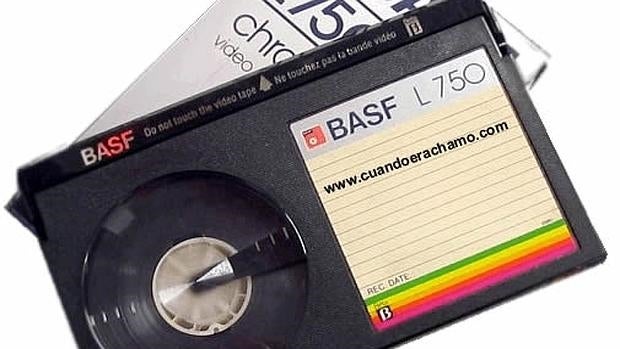 750
chro
video
BASF Do not touch the video tape Ne touchez pas la bande vidéo B
BASF L 750
www.cuandoerachamo.com
REC. DATE
B